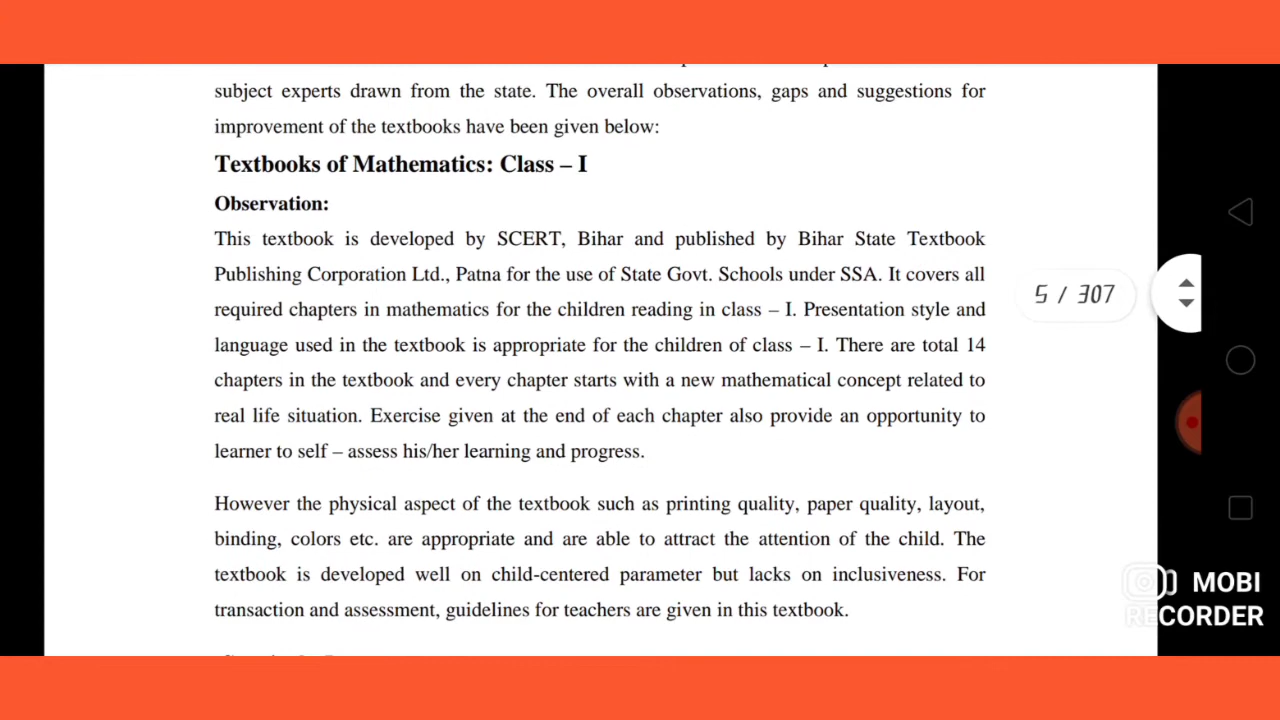 subject experts drawn from the state. The overall observations, gaps and suggestions for
improvement of the textbooks have been given below:
Textbooks of Mathematics: Class – I
Observation:
This textbook is developed by SCERT, Bihar and published by Bihar State Textbook
Publishing Corporation Ltd., Patna for the use of State Govt. Schools under SSA. It covers all
required chapters in mathematics for the children reading in class – I. Presentation style and
language used in the textbook is appropriate for the children of class – I. There are total 14
chapters in the textbook and every chapter starts with a new mathematical concept related to
real life situation. Exercise given at the end of each chapter also provide an opportunity to
learner to self – assess his/her learning and progress.
However the physical aspect of the textbook such as printing quality, paper quality, layout,
binding, colors etc. are appropriate and are able to attract the attention of the child. The
textbook is developed well on child-centered parameter but lacks on inclusiveness. For
transaction and assessment, guidelines for teachers are given in this textbook.
5 / 307
MOBI
RECORDER